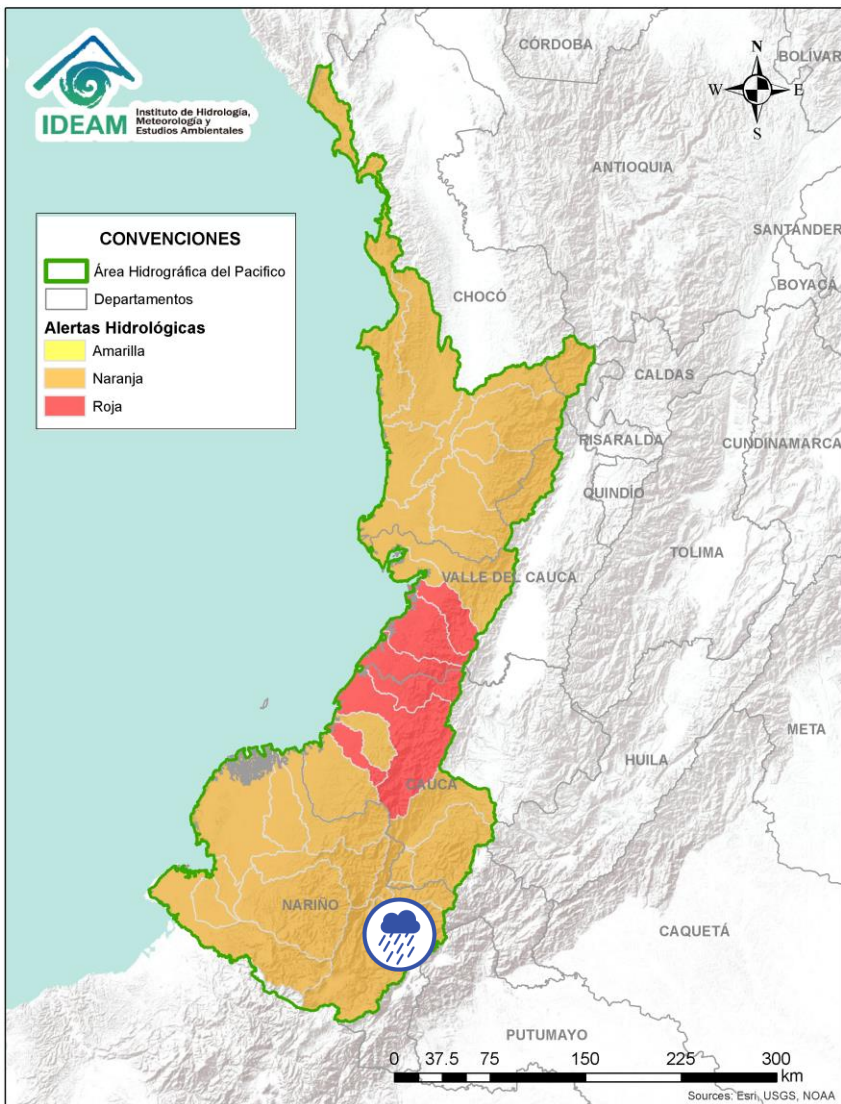 IDEAM
Instituto de Hidrología,
Meteorología y
Estudios Ambientales
CÓRDOBA
BOLÍVAR
N
W
E
S
ANTIOQUIA
SANTANDER
BOYACÁ
CONVENCIONES
Área Hidrográfica del Pacifico
Departamentos
Alertas Hidrológicas
Amarilla
Naranja
Roja
CHOCÓ
CALDAS
RISARALDA
CUNDINAMARCA
QUINDÍO
TOLIMA
VALLE DEL CAUCA
META
HUILA
CAUCA
NARIÑO
CAQUETÁ
PUTUMAYO
0 37.5 75 150 225 300
km
Sources: Esri, USGS, NOAA